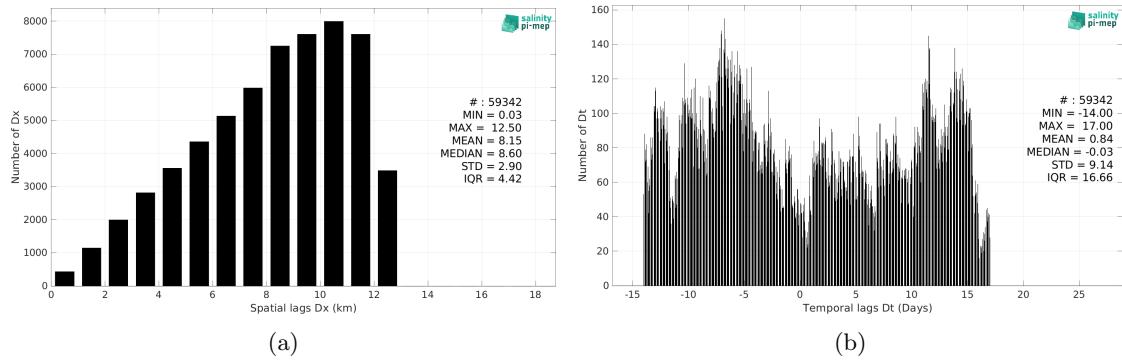 8000
7000
6000
5000
4000
3000
2000
1000
0
Number of Dx
0 2 4 6 8 10 12 14 16 18
Spatial lags Dx (km)
salinity
pi-mep
# : 59342
MIN = 0.03
MAX = 12.50
MEAN = 8.15
MEDIAN = 8.60
STD = 2.90
IQR = 4.42
(a)
160
140
120
100
80
60
40
20
0
Number of Dt
-15 -10 -5 0 5 10 15 20 25
Temporal lags Dt (Days)
salinity
pi-mep
# : 59342
MIN = -14.00
MAX = 17.00
MEAN = 0.84
MEDIAN = -0.03
STD = 9.14
IQR = 16.66
(b)